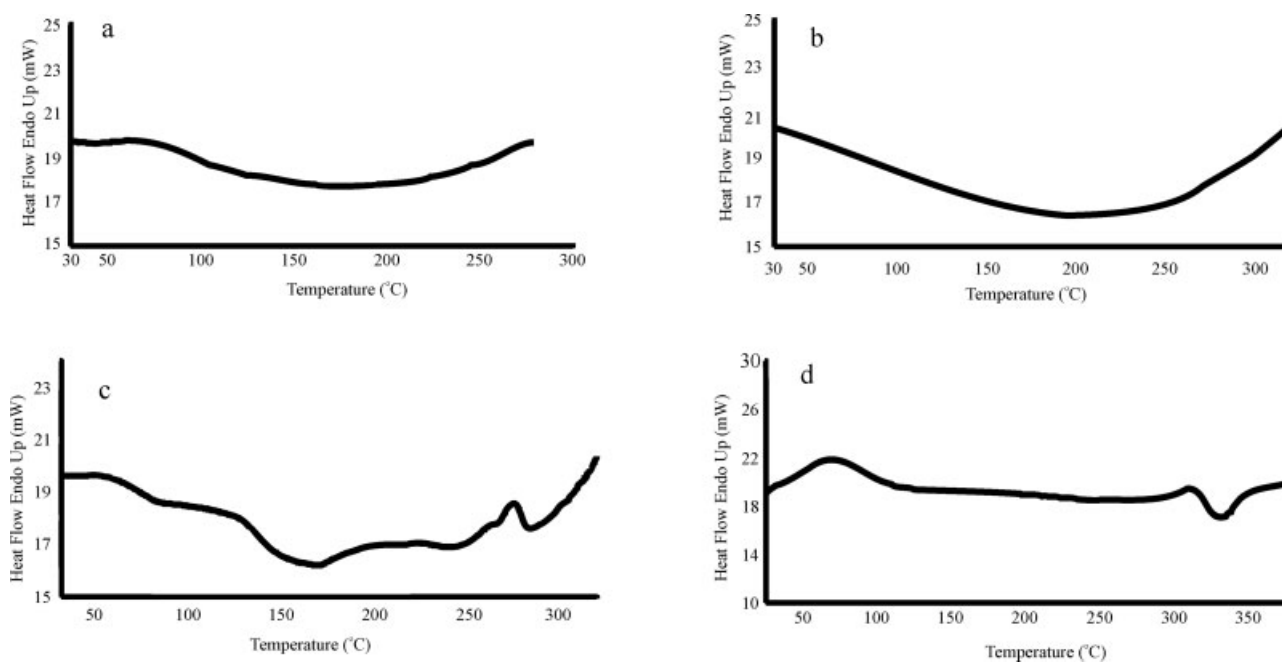 a
25
23
21
19
17
15
30 50 100 150 200 250 300
Heat Flow Endo Up (mW)
Temperature (°C)
b
25
23
21
19
17
15
30 50 100 150 200 250 300
Heat Flow Endo Up (mW)
Temperature (°C)
c
23
21
19
17
15
50 100 150 200 250 300
Heat Flow Endo Up (mW)
Temperature (°C)
d
30
26
22
18
14
10
50 100 200 250 300 350
Heat Flow Endo Up (mW)
Temperature (°C)